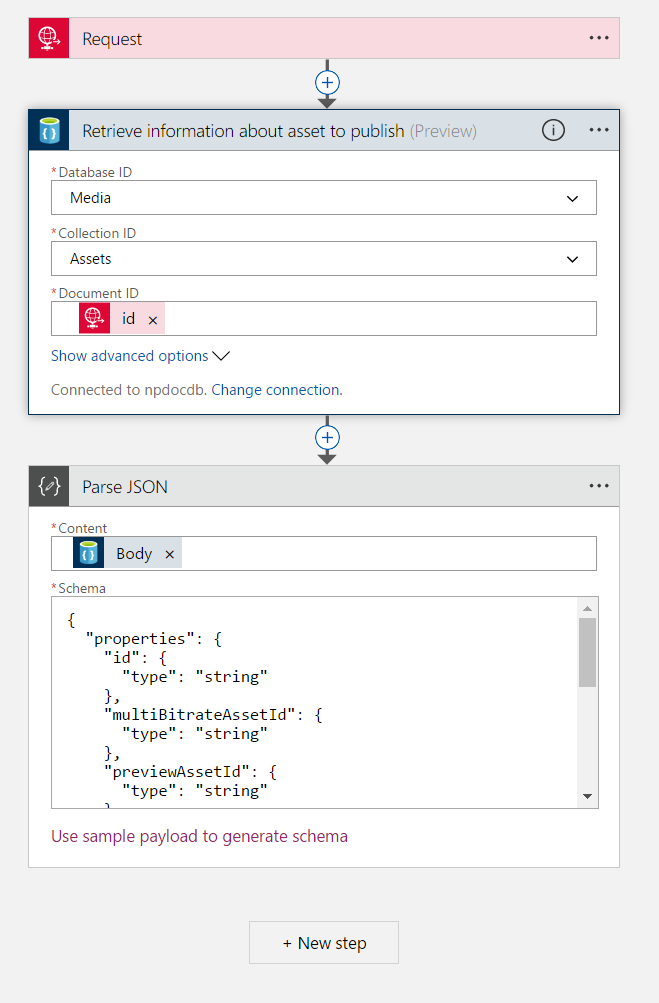 Request
Retrieve information about asset to publish (Preview)
*Database ID
Media
*Collection ID
Assets
*Document ID
id ×
Show advanced options
Connected to npdocdb. Change connection.
Parse JSON
*Content
Body ×
*Schema
{
"properties": {
"id": {
"type": "string"
},
"multiBitrateAssetId": {
"type": "string"
},
"previewAssetId": {
"type": "string"
Use sample payload to generate schema
+ New step